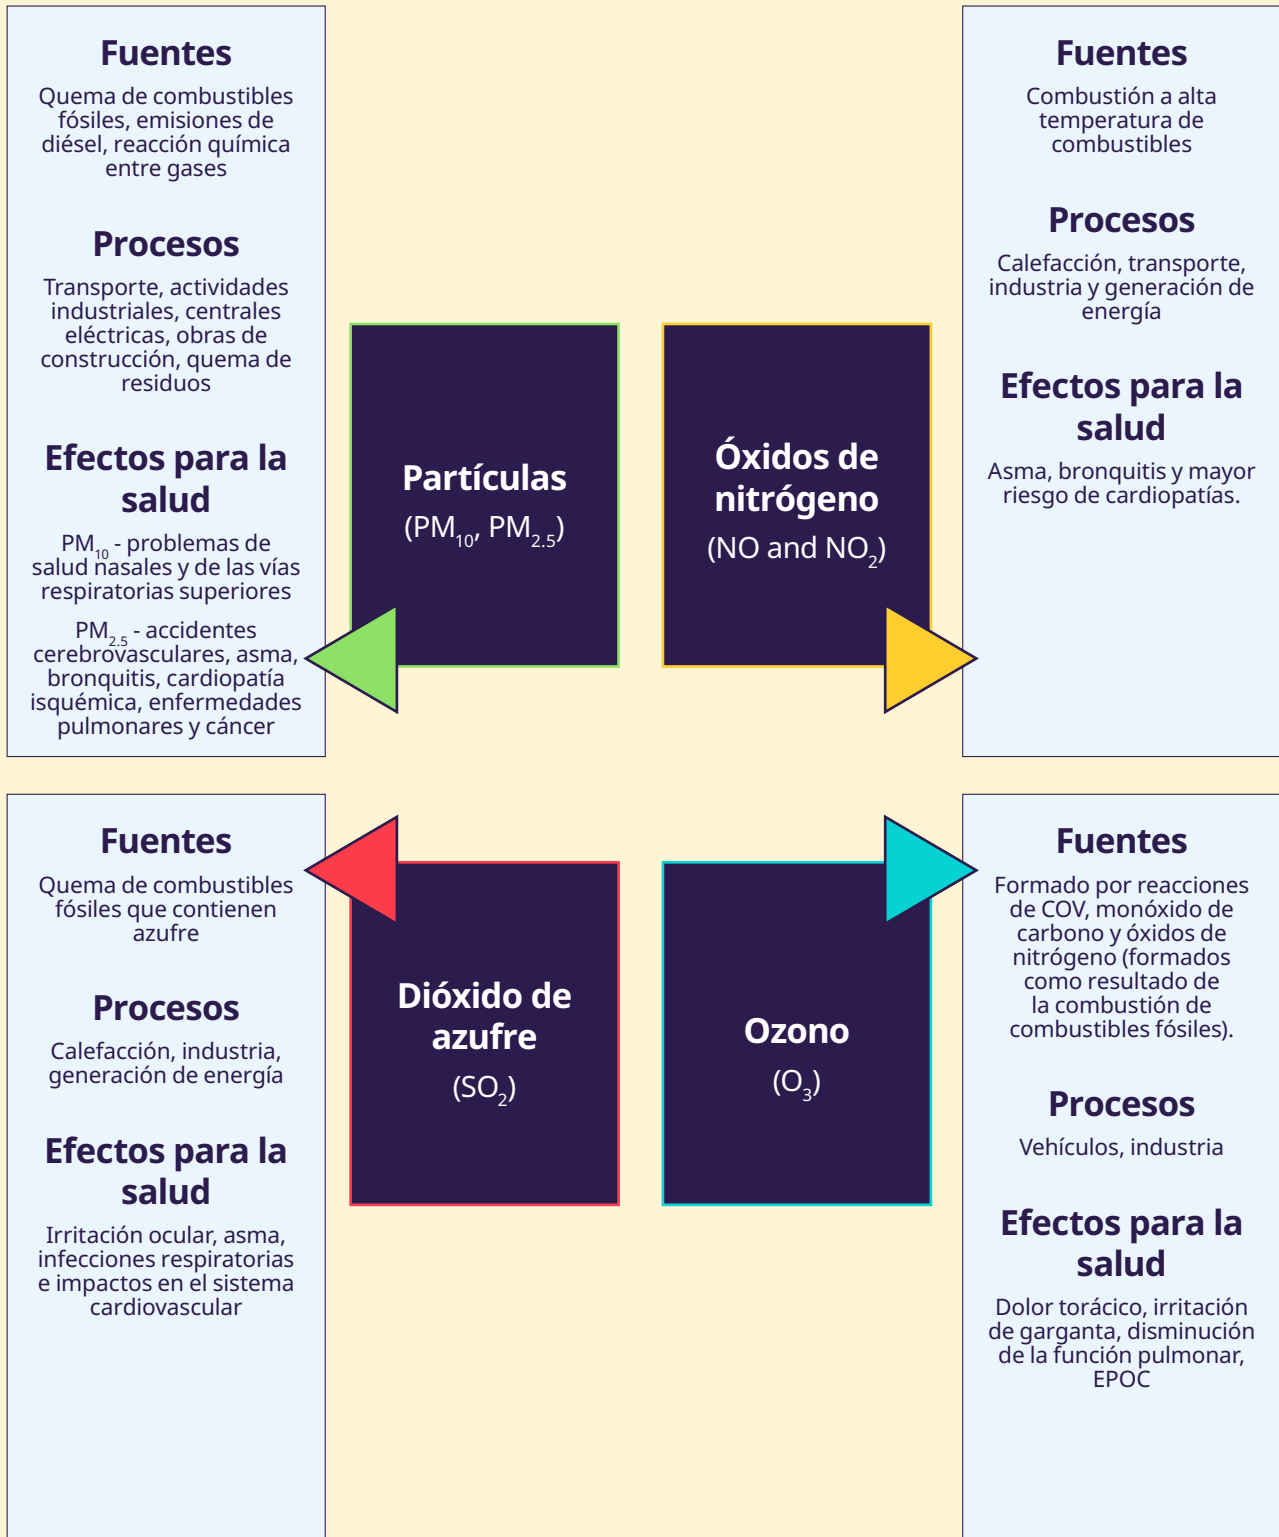 Fuentes
Quema de combustibles
fósiles, emisiones de
diésel, reacción química
entre gases
Procesos
Transporte, actividades
industriales, centrales
eléctricas, obras de
construcción, quema de
residuos
Efectos para la
salud
PM10 - problemas de
salud nasales y de las vías
respiratorias superiores
PM2.5 - accidentes
cerebrovasculares, asma,
bronquitis, cardiopatía
isquémica, enfermedades
pulmonares y cáncer
Partículas
(PM10, PM2.5)
Óxidos de
nitrógeno
(NO and NO2)
Fuentes
Combustión a alta
temperatura de
combustibles
Procesos
Calefacción, transporte,
industria y generación de
energía
Efectos para la
salud
Asma, bronquitis y mayor
riesgo de cardiopatías.
Fuentes
Quema de combustibles
fósiles que contienen
azufre
Procesos
Calefacción, industria,
generación de energía
Efectos para la
salud
Irritación ocular, asma,
infecciones respiratorias
e impactos en el sistema
cardiovascular
Dióxido de
azufre
(SO2)
Ozono
(O3)
Fuentes
Formado por reacciones
de COV, monóxido de
carbono y óxidos de
nitrógeno (formados
como resultado de
la combustión de
combustibles fósiles).
Procesos
Vehículos, industria
Efectos para la
salud
Dolor torácico, irritación
de garganta, disminución
de la función pulmonar,
EPOC